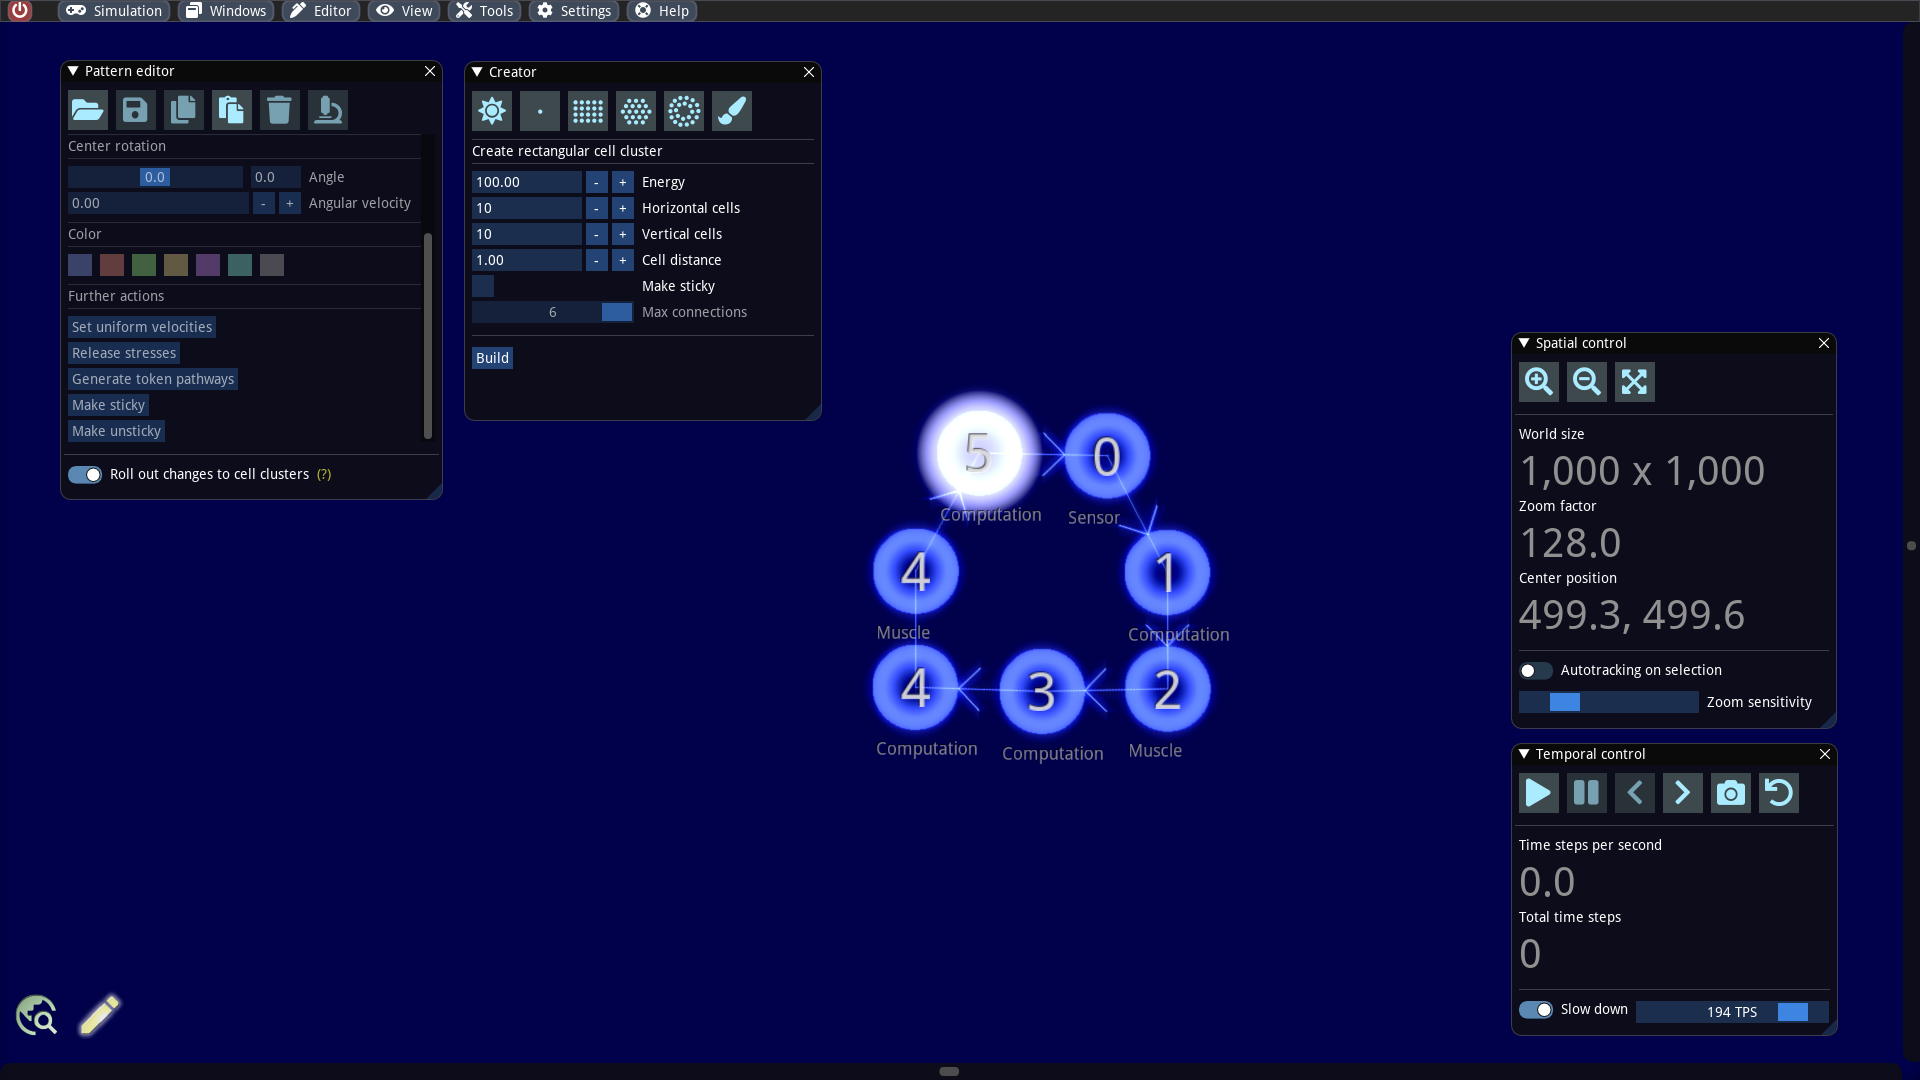 Simulation Windows Editor View Tools Settings Help
Pattern editor
Center rotation
0.0 0.0 Angle
0.00 - + Angular velocity
Color
Further actions
Set uniform velocities
Release stresses
Generate token pathways
Make sticky
Make unsticky
Roll out changes to cell clusters (?)
Creator
Create rectangular cell cluster
100.00 - + Energy
10 - + Horizontal cells
10 - + Vertical cells
1.00 - + Cell distance
Make sticky
6 Max connections
Build
5 0
Computation Sensor
4 1
Muscle Computation
4 3 2
Computation Computation Muscle
Spatial control
World size
1,000 x 1,000
Zoom factor
128.0
Center position
499.3, 499.6
Autotracking on selection
Zoom sensitivity
Temporal control
Time steps per second
0.0
Total time steps
0
Slow down 194 TPS